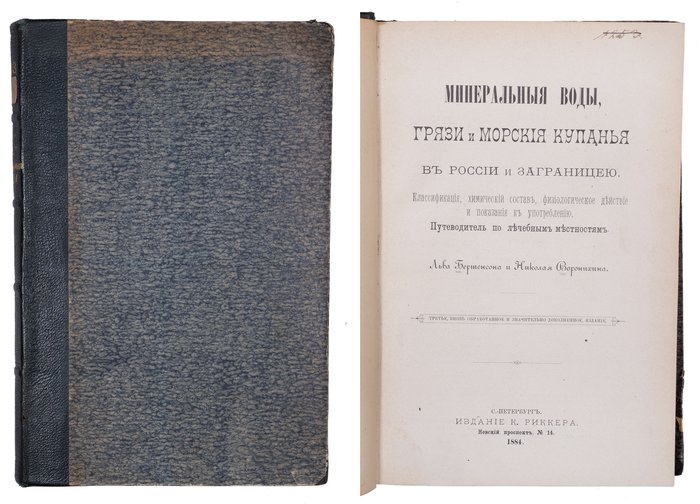 МИНЕРАЛЬНЫЯ ВОДЫ,
ГРЯЗИ и МОРСКІЯ КУПАНЬЯ
ВЪ РОССІИ и ЗАГРАНИЦЕЮ.
Классификація, химическій составъ, физіологическое дѣйствіе
и показанія къ употребленію.
Путеводитель по лѣчебнымъ мѣстностямъ
Льва Бертенсона и Николая Воронихина.
ТРЕТЬЕ, ВНОВЬ ОБРАБОТАННОЕ И ЗНАЧИТЕЛЬНО ДОПОЛНЕННОЕ, ИЗДАНІЕ.
С.-ПЕТЕРБУРГЪ.
ИЗДАНІЕ К. РИККЕРА.
Невскій проспектъ, № 14.
1884.